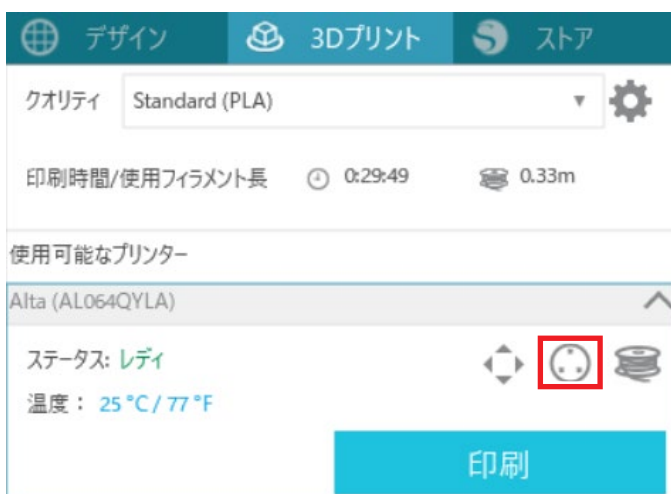 デザイン 3Dプリント ストア
クオリティ Standard (PLA)
印刷時間/使用フィラメント長 0:29:49 0.33m
使用可能なプリンター
Alta (AL064QYLA)
ステータス: レディ
温度： 25 °C / 77 °F
印刷